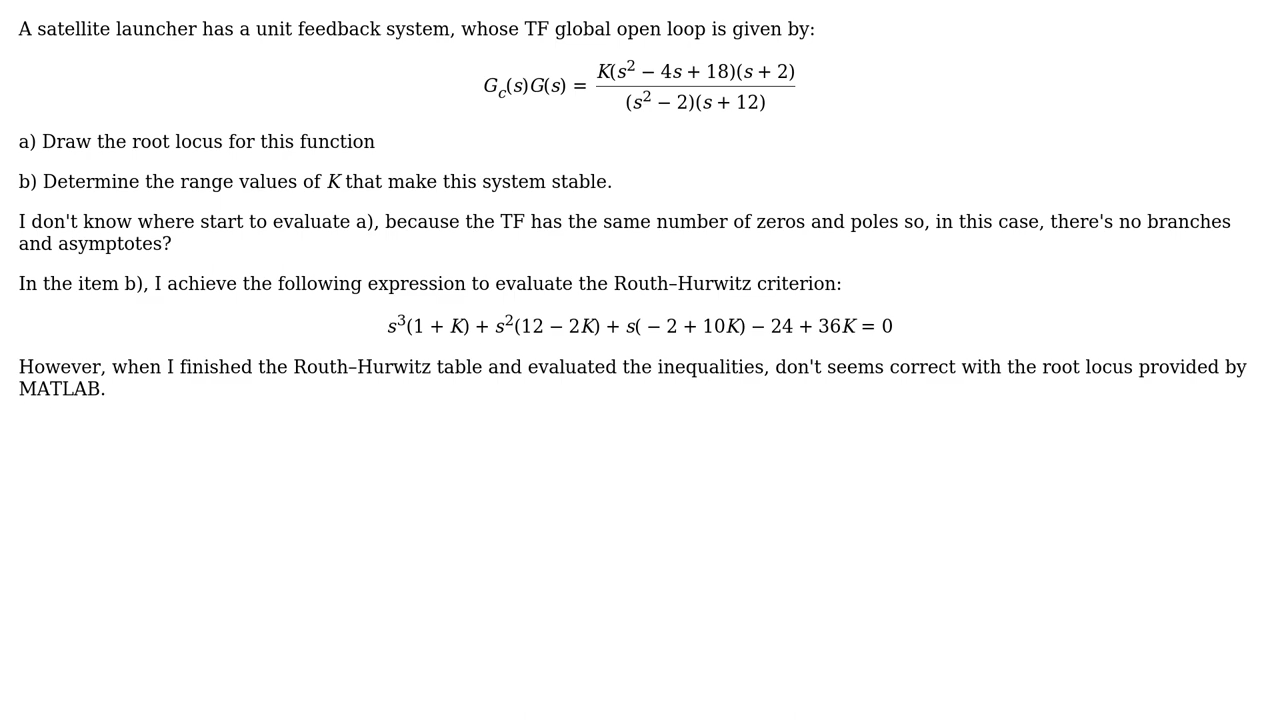 A satellite launcher has a unit feedback system, whose TF global open loop is given by:
G_c(s)G(s) = \frac{K(s^2 − 4s + 18)(s + 2)}{(s^2 − 2)(s + 12)}
a) Draw the root locus for this function
b) Determine the range values of K that make this system stable.
I don't know where start to evaluate a), because the TF has the same number of zeros and poles so, in this case, there's no branches
and asymptotes?
In the item b), I achieve the following expression to evaluate the Routh–Hurwitz criterion:
s^3(1 + K) + s^2(12 − 2K) + s( − 2 + 10K) − 24 + 36K = 0
However, when I finished the Routh–Hurwitz table and evaluated the inequalities, don't seems correct with the root locus provided by
MATLAB.